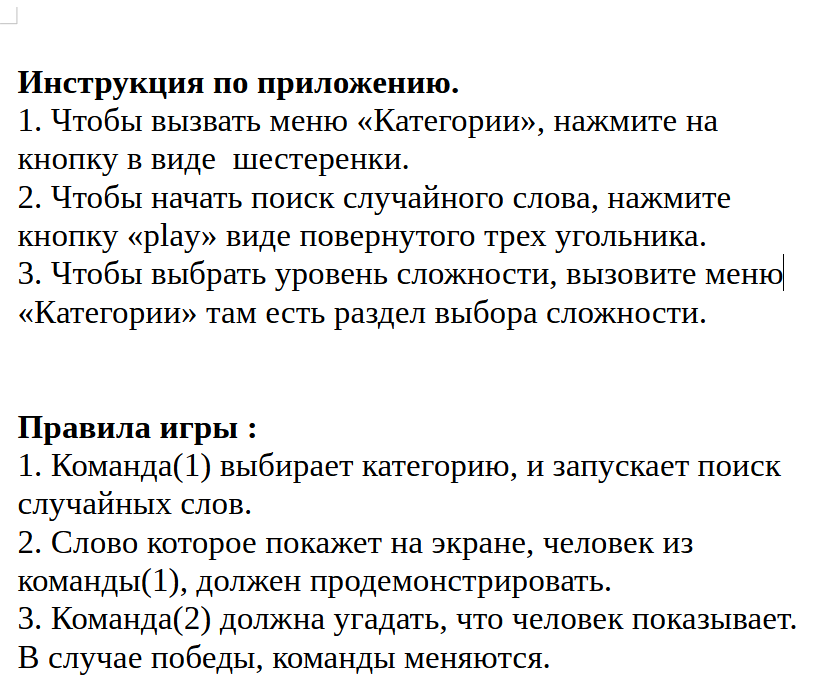 Инструкция по приложению.
1. Чтобы вызвать меню «Категории», нажмите на
кнопку в виде  шестеренки.
2. Чтобы начать поиск случайного слова, нажмите
кнопку «play» виде повернутого трех угольника.
3. Чтобы выбрать уровень сложности, вызовите меню
«Категории» там есть раздел выбора сложности.
Правила игры :
1. Команда(1) выбирает категорию, и запускает поиск
случайных слов.
2. Слово которое покажет на экране, человек из
команды(1), должен продемонстрировать.
3. Команда(2) должна угадать, что человек показывает.
В случае победы, команды меняются.